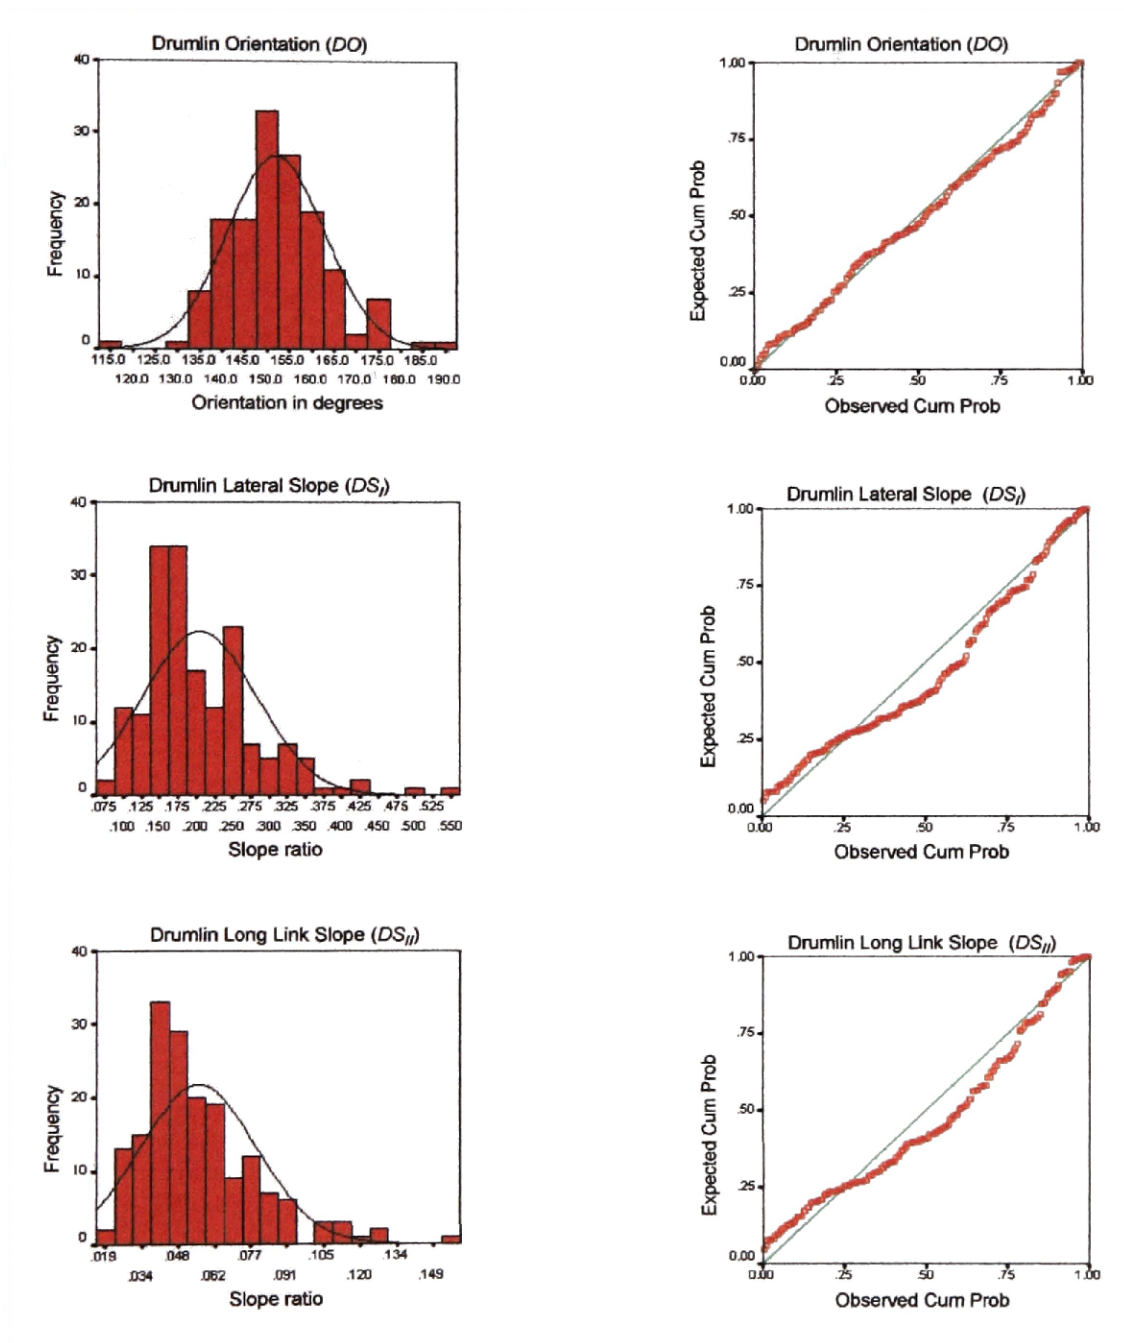 Drumlin Orientation (DO)
40
30
20
10
0
Frequency
115.0 125.0 135.0 145.0 155.0 165.0 175.0 185.0
120.0 130.0 140.0 150.0 160.0 170.0 180.0 190.0
Orientation in degrees
Drumlin Orientation (DO)
1.00
.75
.50
.25
0.00
Expected Cum Prob
0.00 .25 .50 .75 1.00
Observed Cum Prob
Drumlin Lateral Slope (DSl)
40
30
20
10
0
Frequency
.075 .125 .175 .225 .275 .325 .375 .425 .475 .525
.100 .150 .200 .250 .300 .350 .400 .450 .500 .550
Slope ratio
Drumlin Lateral Slope (DSl)
1.00
.75
.50
.25
0.00
Expected Cum Prob
0.00 .25 .50 .75 1.00
Observed Cum Prob
Drumlin Long Link Slope (DSll)
40
30
20
10
0
Frequency
.019 .048 .077 .105 .134
.034 .062 .091 .120 .149
Slope ratio
Drumlin Long Link Slope (DSll)
1.00
.75
.50
.25
0.00
Expected Cum Prob
0.00 .25 .50 .75 1.00
Observed Cum Prob